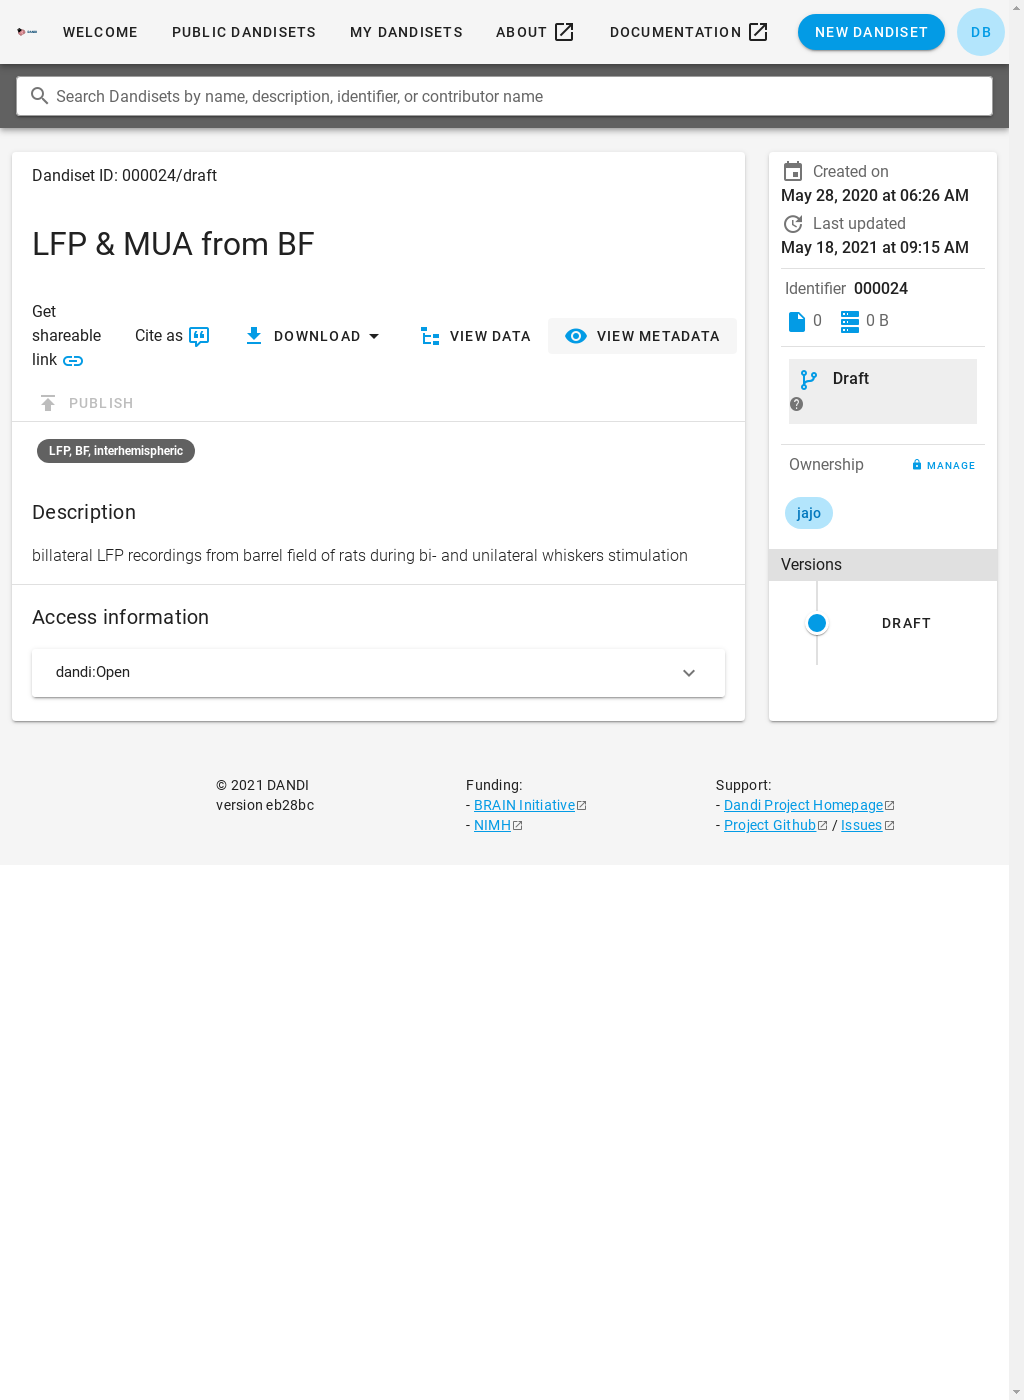 WELCOME PUBLIC DANDISETS MY DANDISETS ABOUT DOCUMENTATION NEW DANDISET DB
Search Dandisets by name, description, identifier, or contributor name
Dandiset ID: 000024/draft
LFP & MUA from BF
Get shareable link
Cite as
DOWNLOAD
VIEW DATA
VIEW METADATA
PUBLISH
LFP, BF, interhemispheric
Description
billateral LFP recordings from barrel field of rats during bi- and unilateral whiskers stimulation
Access information
dandi:Open
Created on
May 28, 2020 at 06:26 AM
Last updated
May 18, 2021 at 09:15 AM
Identifier 000024
0 0 B
Draft
Ownership MANAGE
jajo
Versions
DRAFT
© 2021 DANDI
version eb28bc
Funding:
- BRAIN Initiative
- NIMH
Support:
- Dandi Project Homepage
- Project Github / Issues